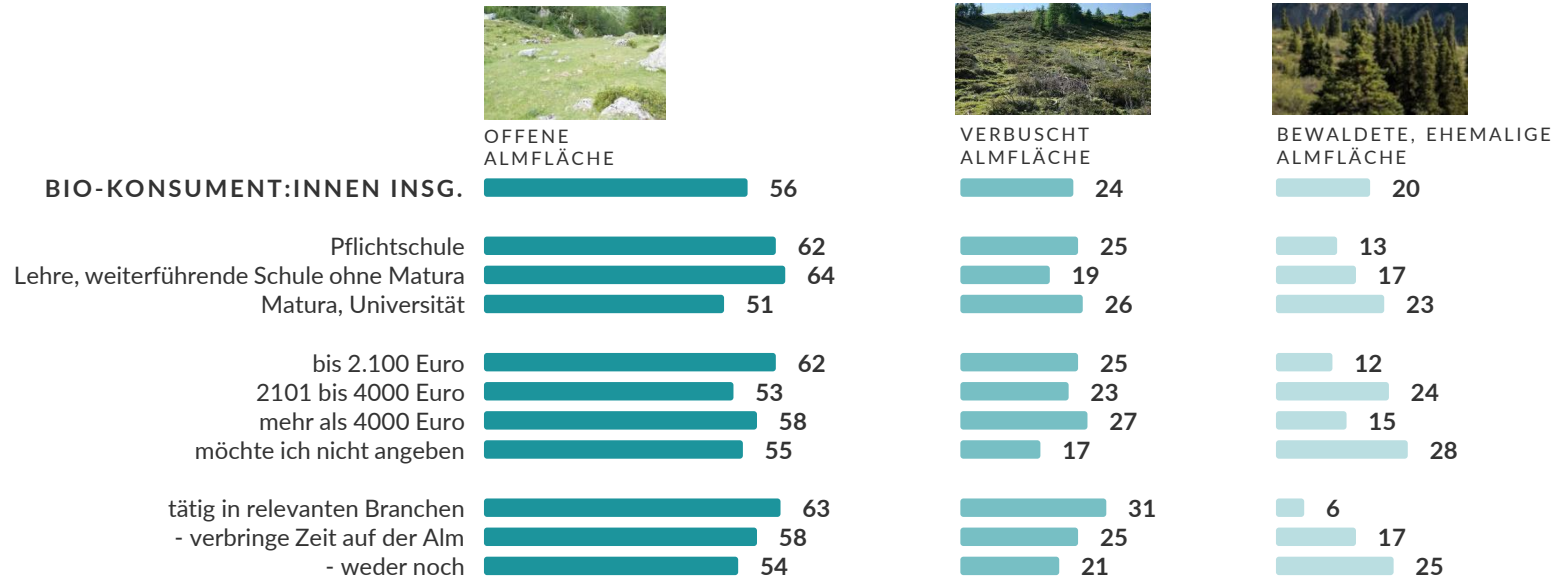 OFFENE
ALMFLÄCHE
VERBUSCHT
ALMFLÄCHE
BEWALDETE, EHEMALIGE
ALMFLÄCHE
BIO-KONSUMENT:INNEN INSG. 56 24 20
Pflichtschule 62 25 13
Lehre, weiterführende Schule ohne Matura 64 19 17
Matura, Universität 51 26 23
bis 2.100 Euro 62 25 12
2101 bis 4000 Euro 53 23 24
mehr als 4000 Euro 58 27 15
möchte ich nicht angeben 55 17 28
tätig in relevanten Branchen 63 31 6
- verbringe Zeit auf der Alm 58 25 17
- weder noch 54 21 25